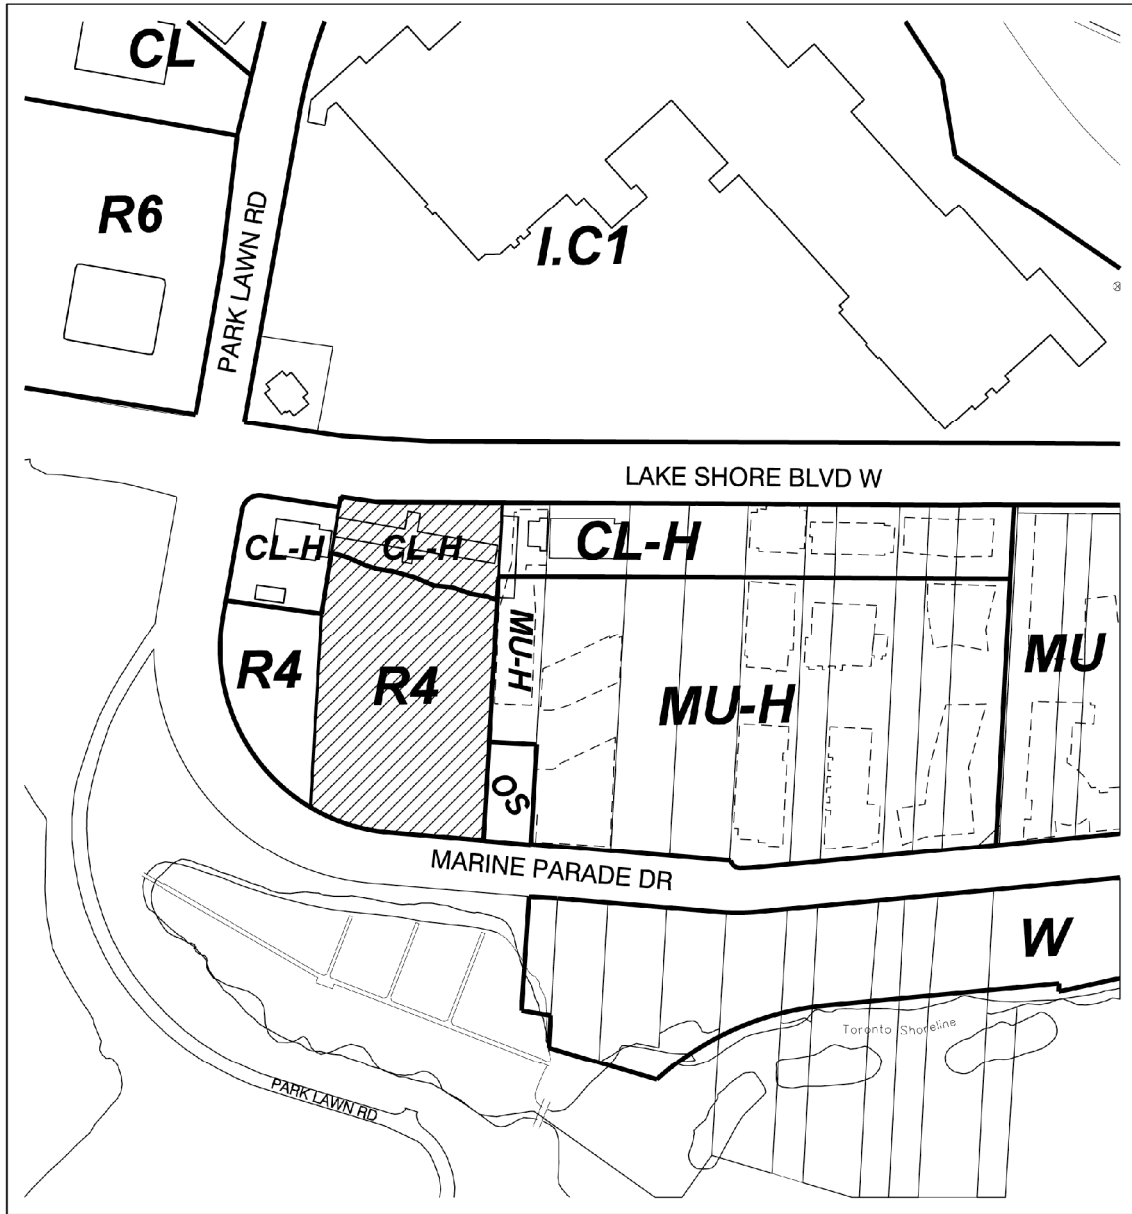 CL
R6
PARK LAWN RD
I.C1
LAKE SHORE BLVD W
CL-H
CL-H
CL-H
MU-H
R4
R4
MU-H
MU
OS
MARINE PARADE DR
W
Toronto Shoreline
PARK LAWN RD